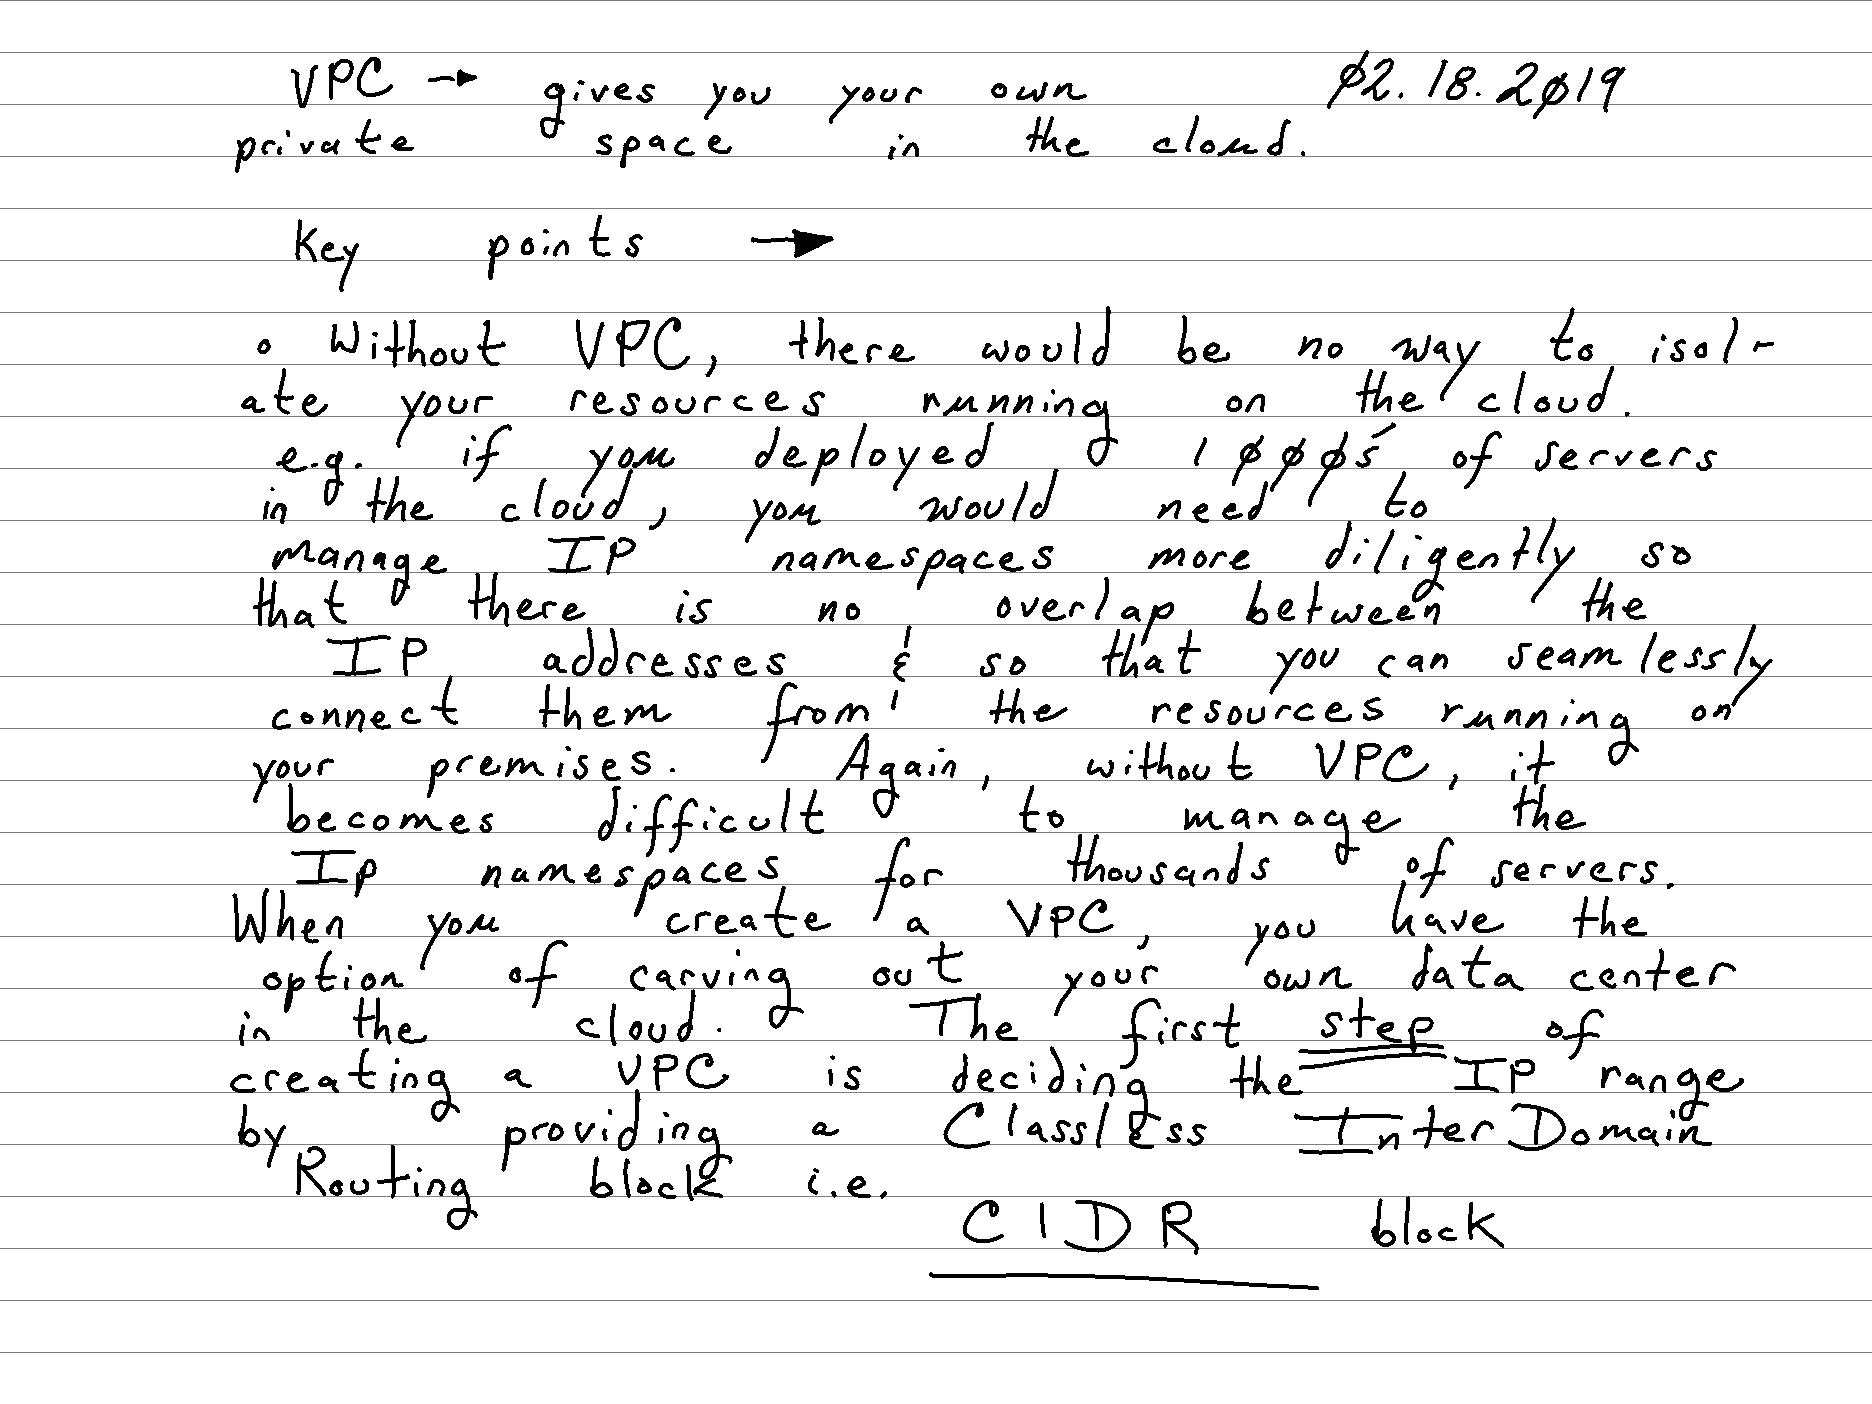 VPC → gives you your own 02.18.2019
private space in the cloud.
Key points →
∘ Without VPC, there would be no way to isol-
ate your resources running on the cloud.
e.g. if you deployed 1000's of servers
in the cloud, you would need to
manage IP namespaces more diligently so
that there is no overlap between the
IP addresses & so that you can seamlessly
connect them from the resources running on
your premises. Again, without VPC, it
becomes difficult to manage the
Ip namespaces for thousands of servers.
When you create a VPC, you have the
option of carving out your own data center
in the cloud. The first step of
creating a VPC is deciding the IP range
by providing a ClassLess InterDomain
Routing block i.e.
CIDR block